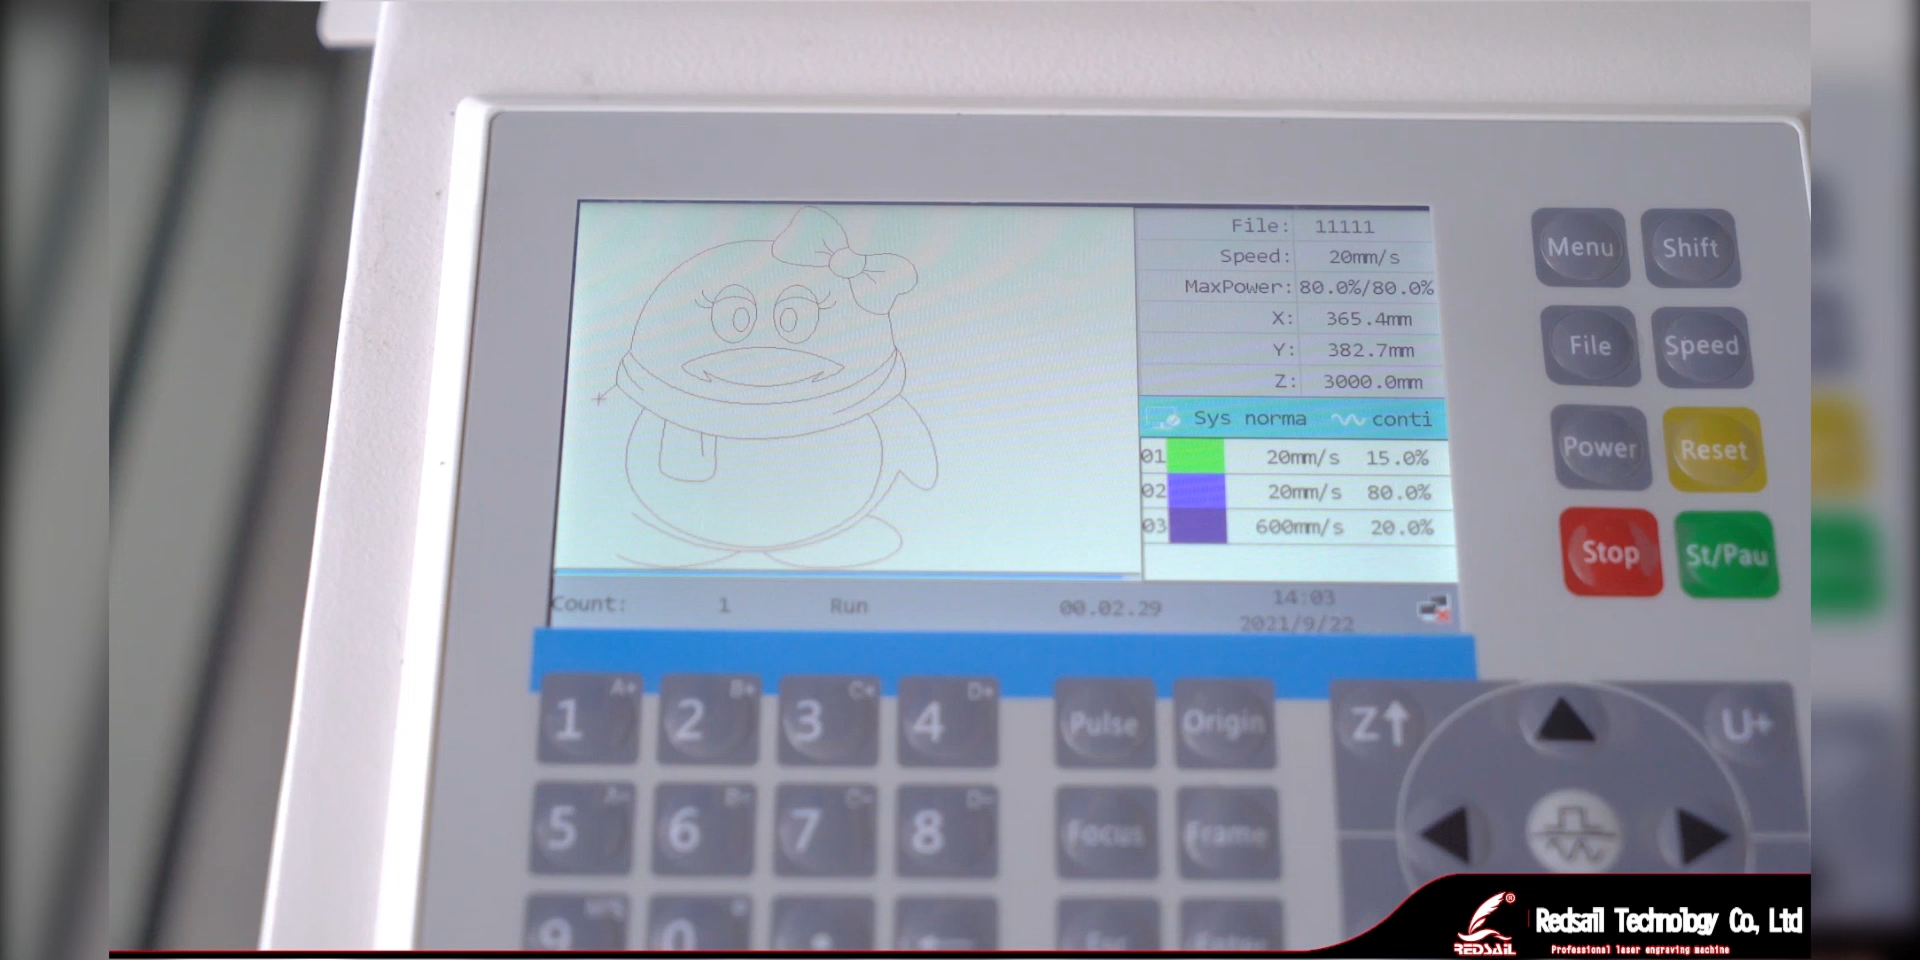 File: 11111
Speed: 20mm/s
MaxPower: 80.0%/80.0%
X: 365.4mm
Y: 382.7mm
Z: 3000.0mm
Sys norma conti
01 20mm/s 15.0%
02 20mm/s 80.0%
03 600mm/s 20.0%
Count: 1 Run 00.02.29 14:03
2021/9/22
Menu Shift
File Speed
Power Reset
Stop St/Pau
1 A+ 2 B+ 3 C+ 4 D+ Pulse Origin Z↑ U+
5 A- 6 B- 7 C- 8 D- Focus Frame
9 0
REDSAIL ®
Redsail Technology Co, Ltd
Professional laser engraving machine